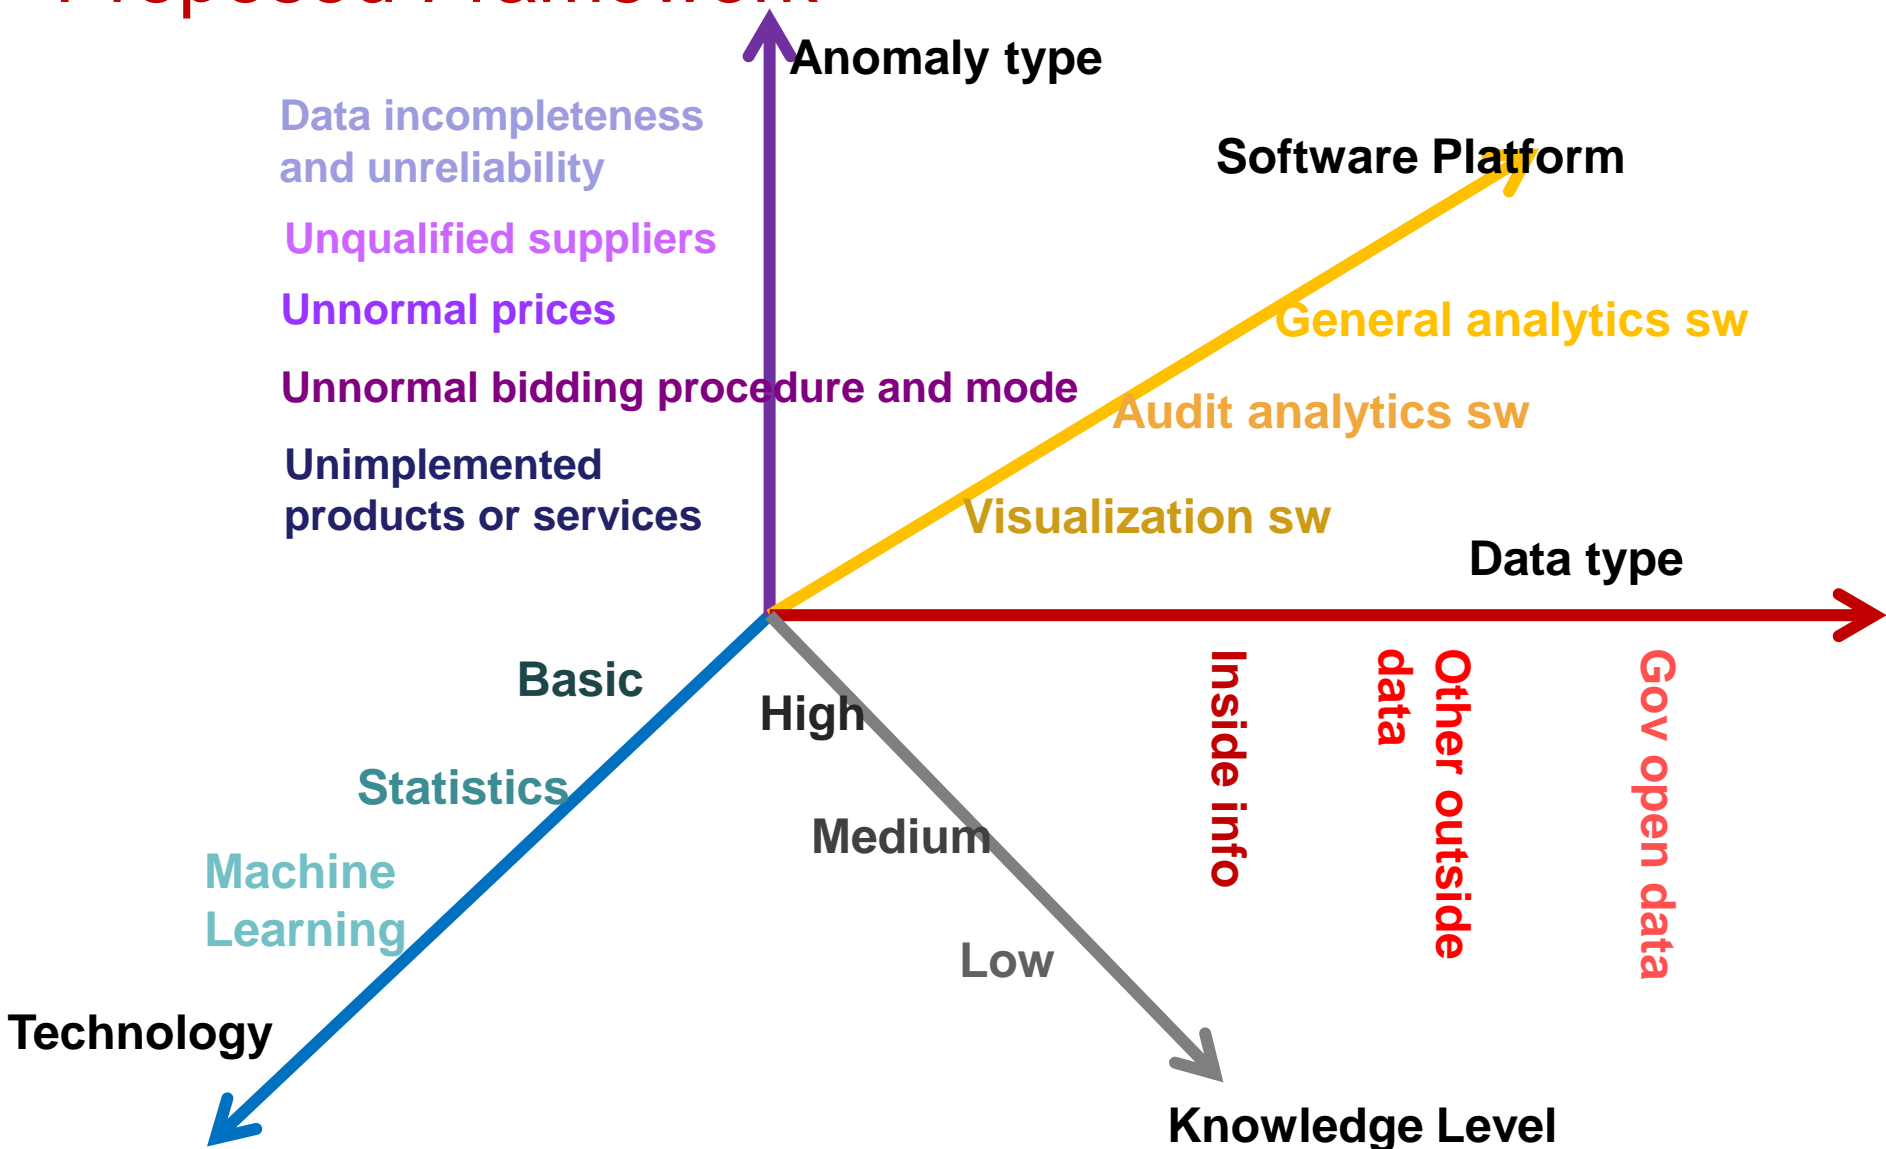 Proposed Framework
Anomaly type
Data incompleteness
and unreliability
Unqualified suppliers
Unnormal prices
Unnormal bidding procedure and mode
Unimplemented
products or services
Software Platform
General analytics sw
Audit analytics sw
Visualization sw
Data type
Inside info
Other outside
data
Gov open data
Basic
Statistics
Machine
Learning
Technology
High
Medium
Low
Knowledge Level